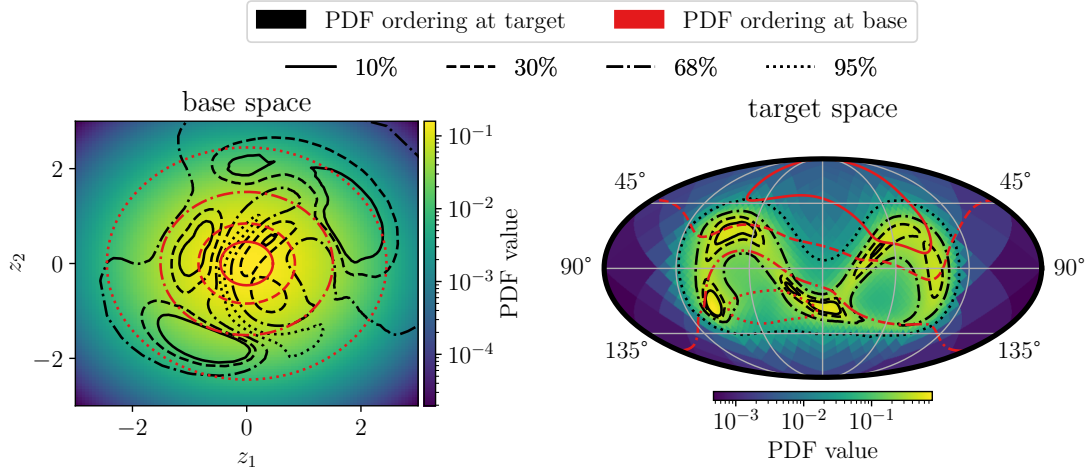 PDF ordering at target PDF ordering at base
10% 30% 68% 95%
base space
target space
2
0
−2
z₂
−2 0 2
z₁
10⁻¹
10⁻²
10⁻³
10⁻⁴
PDF value
45° 45°
90° 90°
135° 135°
10⁻³ 10⁻² 10⁻¹
PDF value